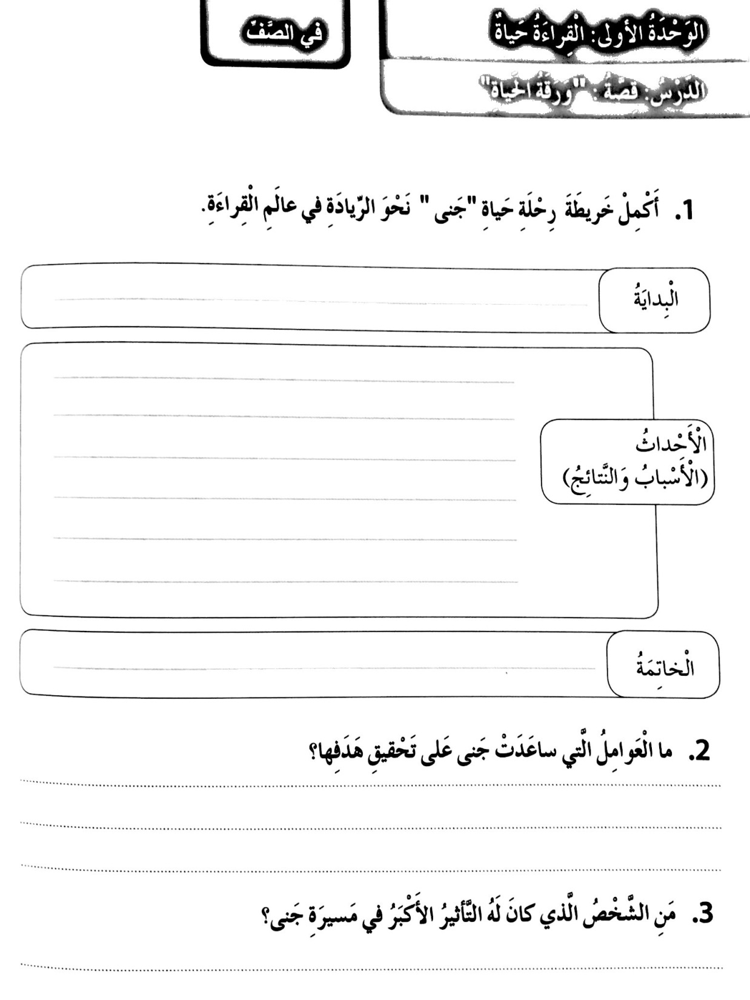 الوَحْدَةُ الأولى: الْقِراءَةُ حَياةٌ
في الصَّفِّ
الدَّرْسُ: قصَّةُ: "وَرَقَةُ الحَياة"
1. أَكْمِلْ خَريطَةَ رِحْلَةِ حَياةِ "جَنى" نَحْوَ الرِّيادَةِ في عالَمِ الْقِراءَةِ.
الْبِدايَةُ
الْأَحْداثُ
(الْأَسْبابُ وَالنَّتائِجُ)
الْخاتِمَةُ
2. ما الْعَوامِلُ الَّتي ساعَدَتْ جَنى عَلى تَحْقيقِ هَدَفِها؟
3. مَنِ الشَّخْصُ الَّذي كانَ لَهُ التَّأثيرُ الأَكْبَرُ في مَسيرَةِ جَنى؟